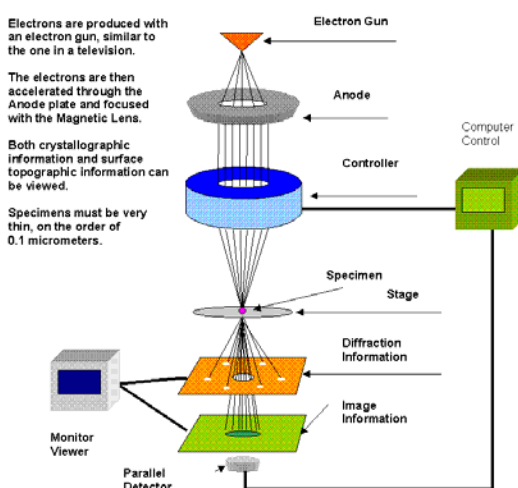 Electrons are produced with
an electron gun, similar to
the one in a television.
The electrons are then
accelerated through the
Anode plate and focused
with the Magnetic Lens.
Both crystallographic
information and surface
topographic information can
be viewed.
Specimens must be very
thin, on the order of
0.1 micrometers.
Electron Gun
Anode
Computer
Control
Controller
Specimen
Stage
Diffraction
Information
Image
Information
Monitor
Viewer
Parallel
Detector